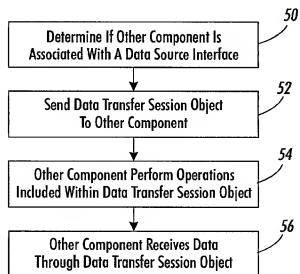 50
Determine If Other Component Is
Associated With A Data Source Interface
52
Send Data Transfer Session Object
To Other Component
54
Other Component Perform Operations
Included Within Data Transfer Session Object
56
Other Component Receives Data
Through Data Transfer Session Object